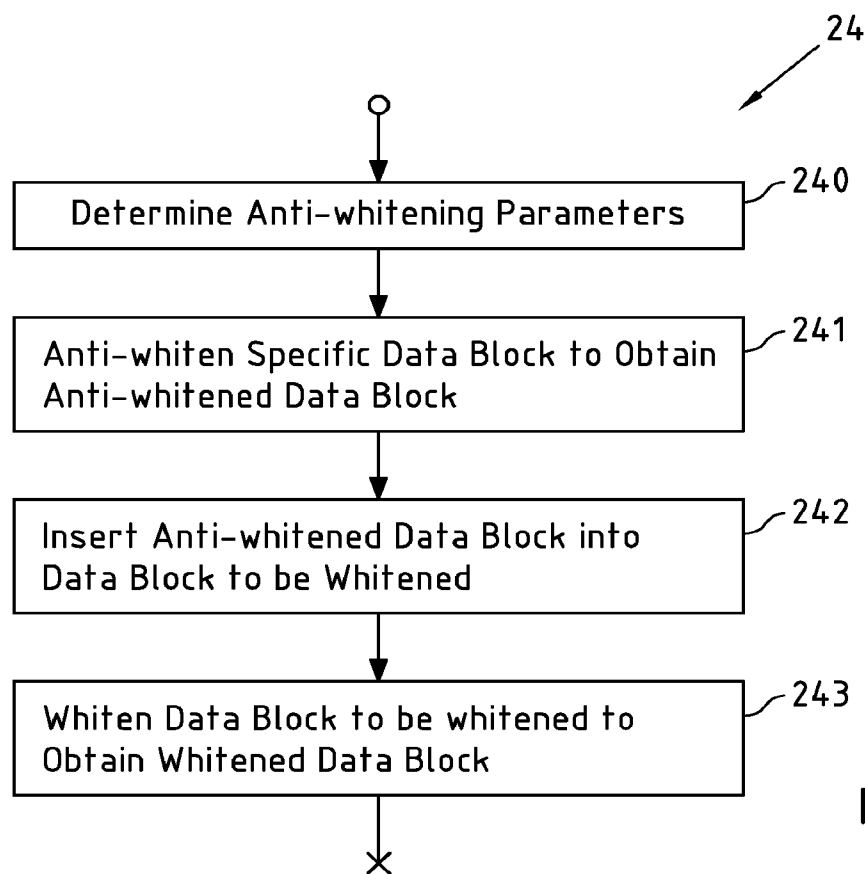 24
240
Determine Anti-whitening Parameters
241
Anti-whiten Specific Data Block to Obtain
Anti-whitened Data Block
242
Insert Anti-whitened Data Block into
Data Block to be Whitened
243
Whiten Data Block to be whitened to
Obtain Whitened Data Block